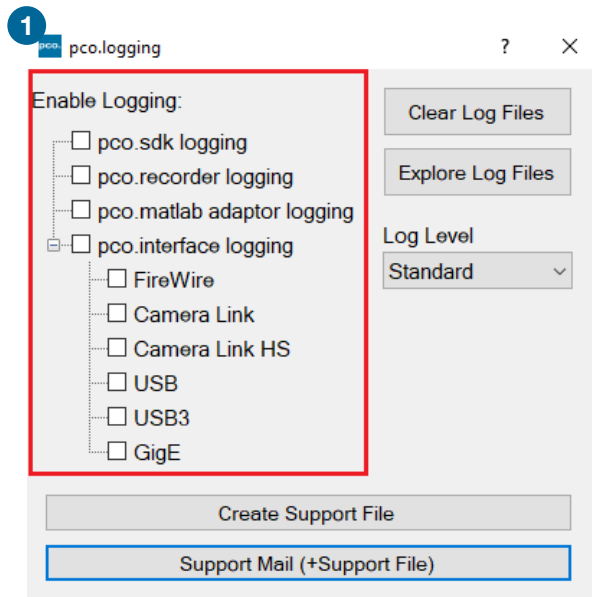 1
pco. pco.logging ?
Enable Logging:
pco.sdk logging
pco.recorder logging
pco.matlab adaptor logging
pco.interface logging
FireWire
Camera Link
Camera Link HS
USB
USB3
GigE
Clear Log Files
Explore Log Files
Log Level
Standard
Create Support File
Support Mail (+Support File)